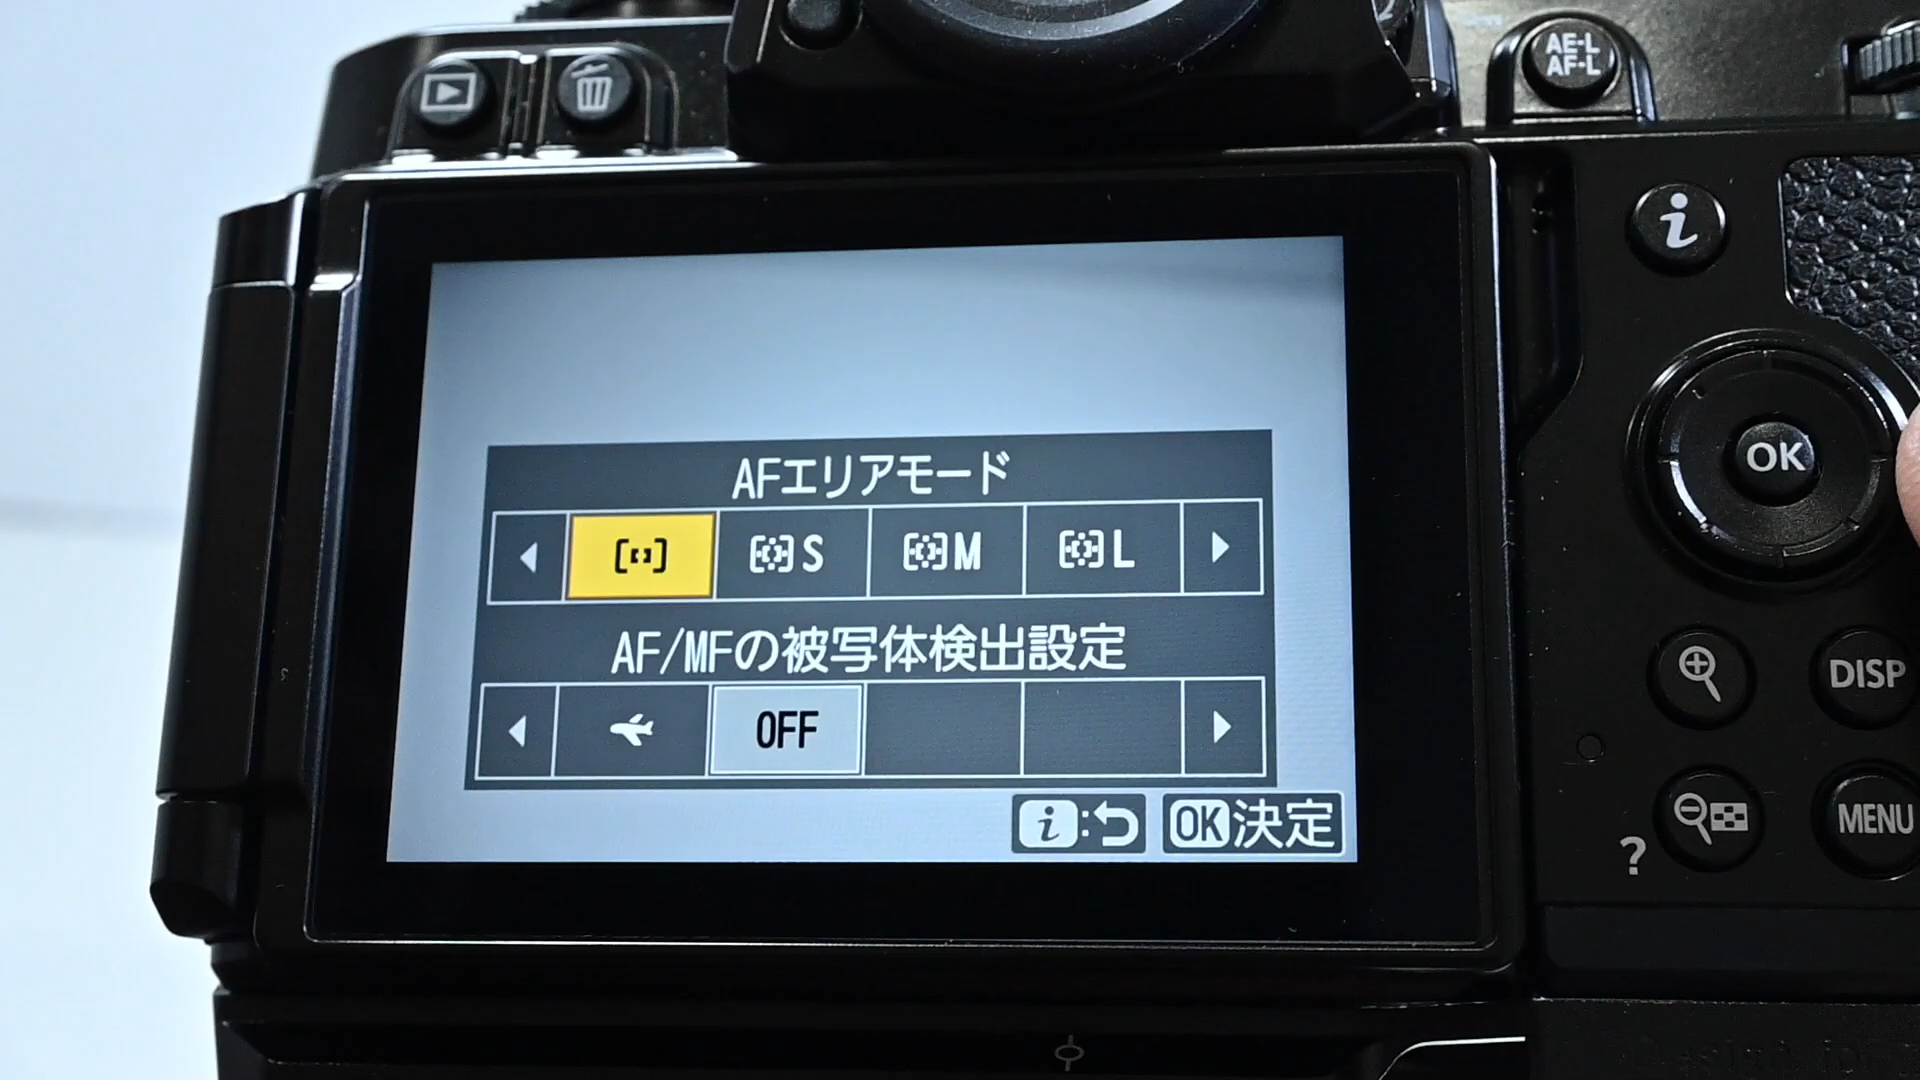 AE-L
AF-L
i
AFエリアモード
[▫]
S
M
L
AF/MFの被写体検出設定
OFF
i:
OK決定
OK
DISP
MENU
?